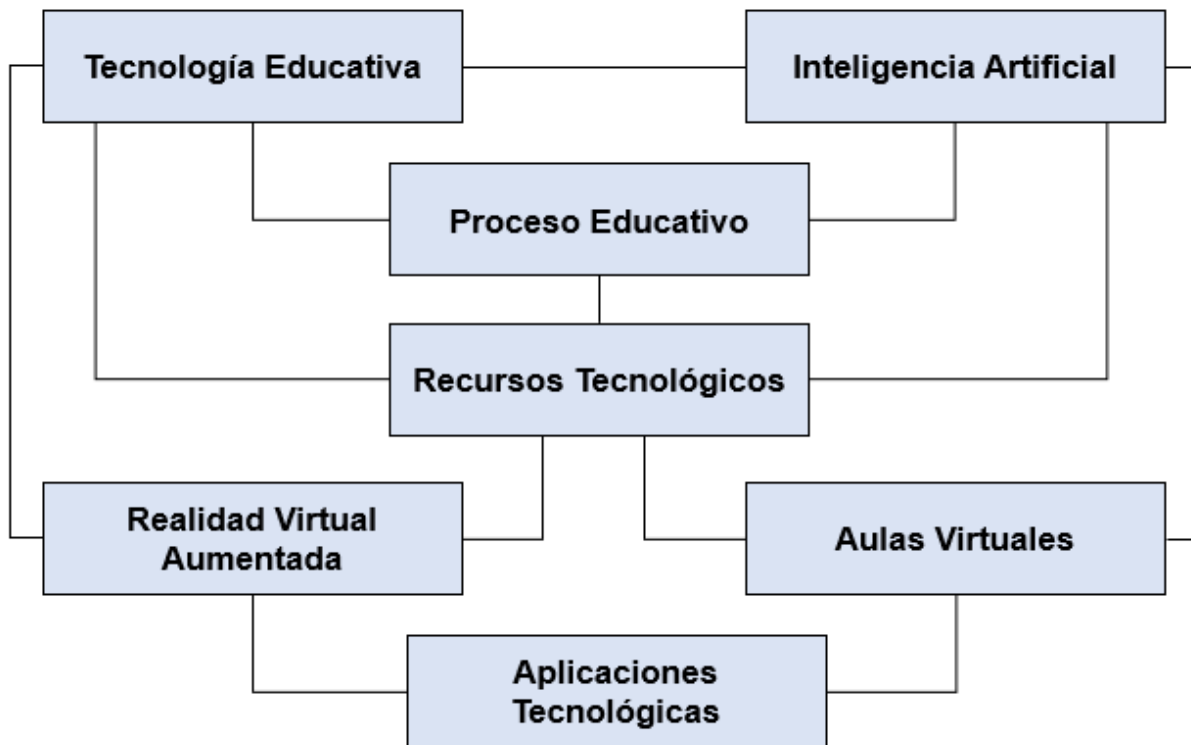 Tecnología Educativa
Inteligencia Artificial
Proceso Educativo
Recursos Tecnológicos
Realidad Virtual
Aumentada
Aulas Virtuales
Aplicaciones
Tecnológicas